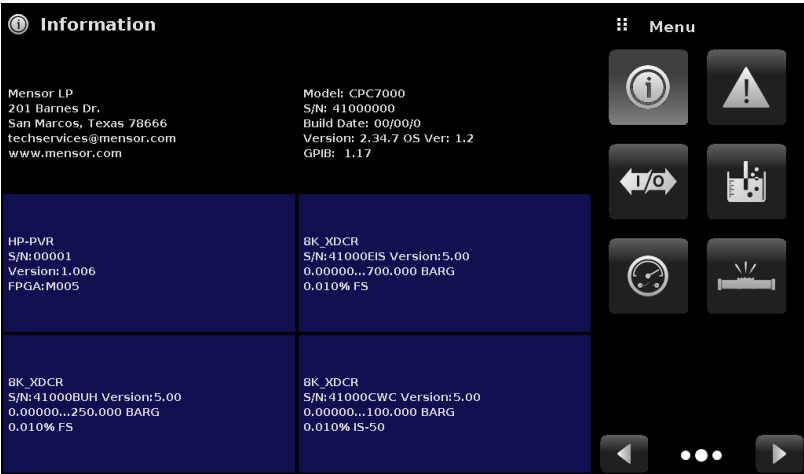 Information
Mensor LP
201 Barnes Dr.
San Marcos, Texas 78666
techservices@mensor.com
www.mensor.com
Model: CPC7000
S/N: 41000000
Build Date: 00/00/0
Version: 2.34.7 OS Ver: 1.2
GPIB: 1.17
HP-PVR
S/N:00001
Version:1.006
FPGA:M005
8K_XDCR
S/N:41000EIS Version:5.00
0.00000...700.000 BARG
0.010% FS
8K_XDCR
S/N:41000BUH Version:5.00
0.00000...250.000 BARG
0.010% FS
8K_XDCR
S/N:41000CWC Version:5.00
0.00000...100.000 BARG
0.010% IS-50
Menu
I/O